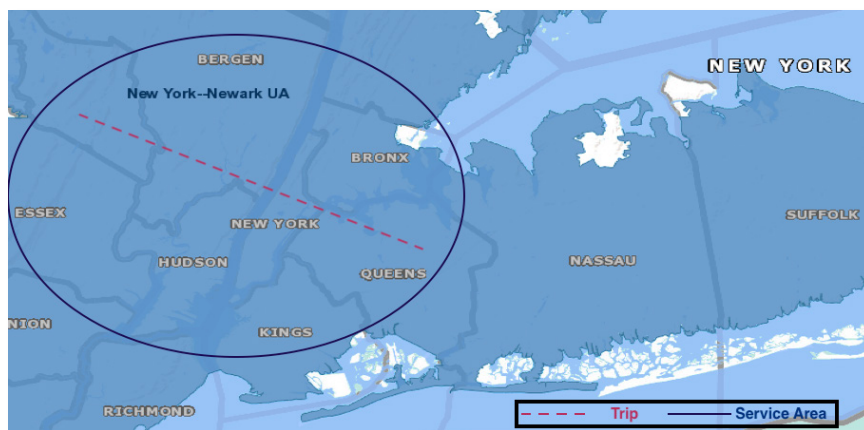 BERGEN
NEW YORK
New York--Newark UA
BRONX
ESSEX
NEW YORK
SUFFOLK
HUDSON
NASSAU
QUEENS
NION
KINGS
RICHMOND
Trip
Service Area